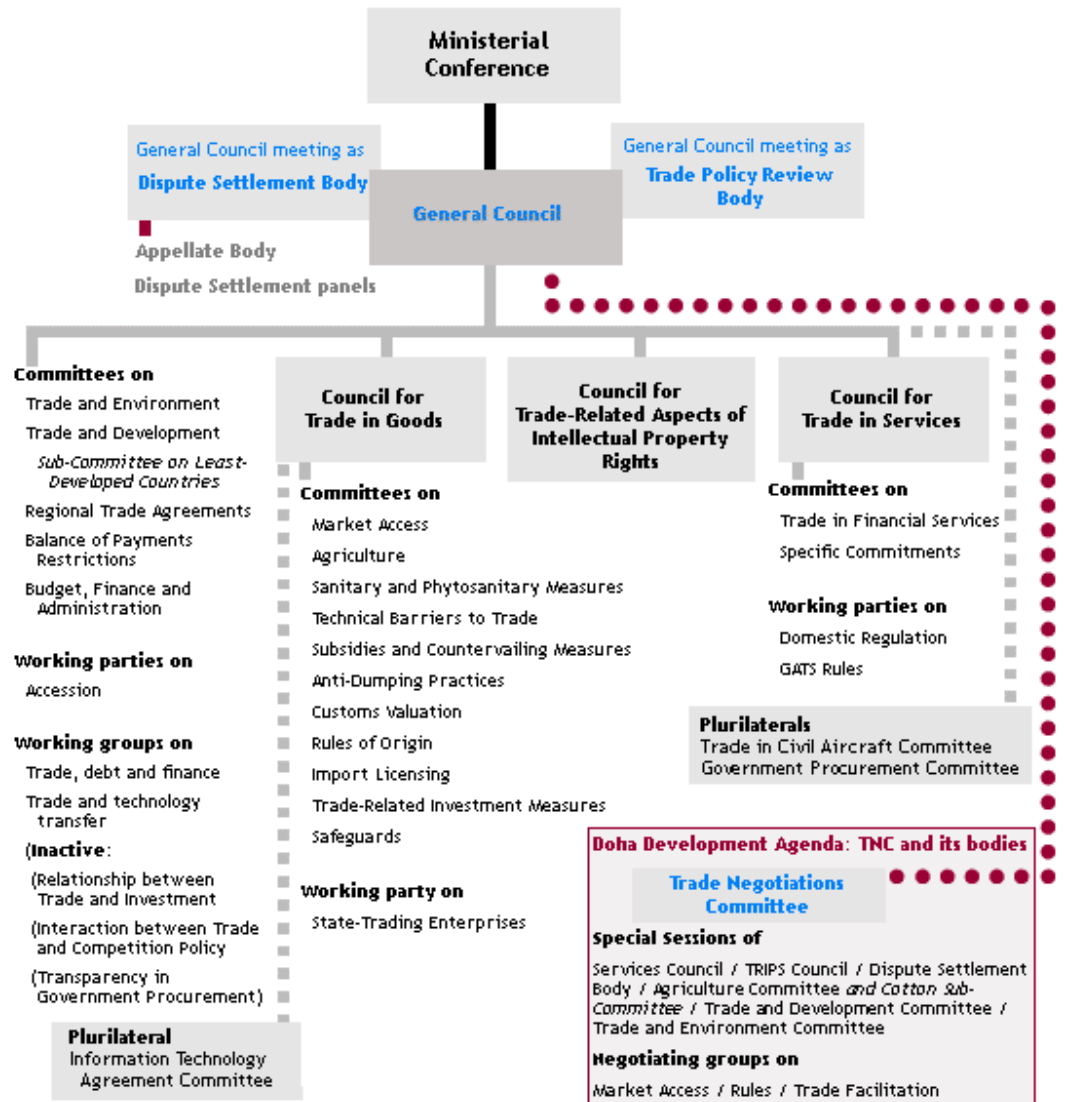 Ministerial
Conference
General Council meeting as
Dispute Settlement Body
General Council meeting as
Trade Policy Review
Body
General Council
Appellate Body
Dispute Settlement panels
Committees on
Trade and Environment
Trade and Development
Sub-Committee on Least-
Developed Countries
Regional Trade Agreements
Balance of Payments
Restrictions
Budget, Finance and
Administration
Working parties on
Accession
Working groups on
Trade, debt and finance
Trade and technology
transfer
(Inactive:
(Relationship between
Trade and Investment
(Interaction between Trade
and Competition Policy
(Transparency in
Government Procurement)
Plurilateral
Information Technology
Agreement Committee
Council for
Trade in Goods
Committees on
Market Access
Agriculture
Sanitary and Phytosanitary Measures
Technical Barriers to Trade
Subsidies and Countervailing Measures
Anti-Dumping Practices
Customs Valuation
Rules of Origin
Import Licensing
Trade-Related Investment Measures
Safeguards
Working party on
State-Trading Enterprises
Council for
Trade-Related Aspects of
Intellectual Property
Rights
Council for
Trade in Services
Committees on
Trade in Financial Services
Specific Commitments
Working parties on
Domestic Regulation
GATS Rules
Plurilaterals
Trade in Civil Aircraft Committee
Government Procurement Committee
Doha Development Agenda: TNC and its bodies
Trade Negotiations
Committee
Special Sessions of
Services Council / TRIPS Council / Dispute Settlement
Body / Agriculture Committee and Cotton Sub-
Committee / Trade and Development Committee /
Trade and Environment Committee
Negotiating groups on
Market Access / Rules / Trade Facilitation